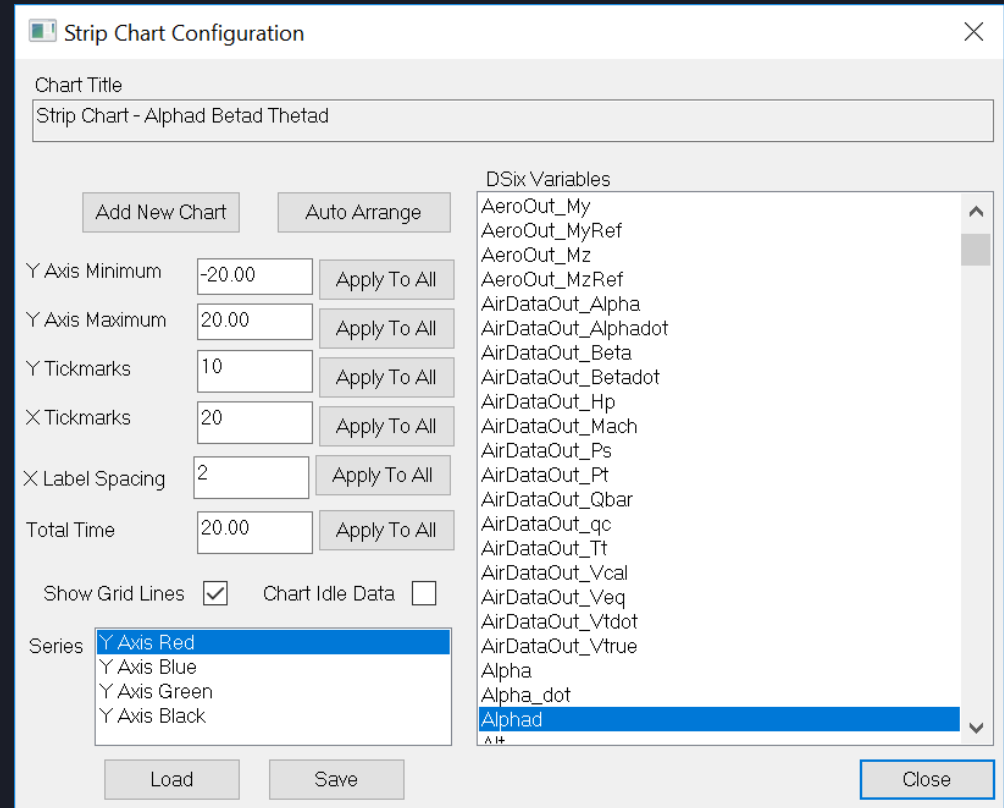 Strip Chart Configuration
Chart Title
Strip Chart - Alphad Betad Thetad
Add New Chart
Auto Arrange
Y Axis Minimum
-20.00
Apply To All
Y Axis Maximum
20.00
Apply To All
Y Tickmarks
10
Apply To All
X Tickmarks
20
Apply To All
X Label Spacing
2
Apply To All
Total Time
20.00
Apply To All
Show Grid Lines
Chart Idle Data
Series
Y Axis Red
Y Axis Blue
Y Axis Green
Y Axis Black
Load
Save
DSix Variables
AeroOut_My
AeroOut_MyRef
AeroOut_Mz
AeroOut_MzRef
AirDataOut_Alpha
AirDataOut_Alphadot
AirDataOut_Beta
AirDataOut_Betadot
AirDataOut_Hp
AirDataOut_Mach
AirDataOut_Ps
AirDataOut_Pt
AirDataOut_Qbar
AirDataOut_qc
AirDataOut_Tt
AirDataOut_Vcal
AirDataOut_Veq
AirDataOut_Vtdot
AirDataOut_Vtrue
Alpha
Alpha_dot
Alphad
Close